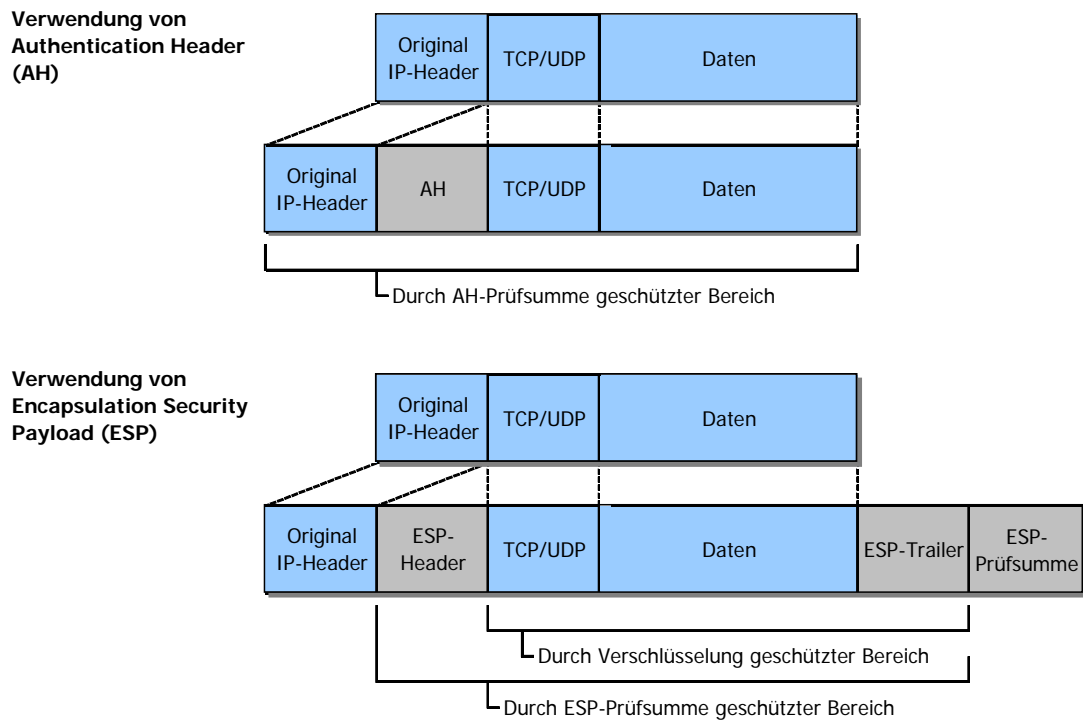 Verwendung von
Authentication Header
(AH)
Original
IP-Header
TCP/UDP
Daten
Original
IP-Header
AH
TCP/UDP
Daten
Durch AH-Prüfsumme geschützter Bereich
Verwendung von
Encapsulation Security
Payload (ESP)
Original
IP-Header
TCP/UDP
Daten
Original
IP-Header
ESP-
Header
TCP/UDP
Daten
ESP-Trailer
ESP-
Prüfsumme
Durch Verschlüsselung geschützter Bereich
Durch ESP-Prüfsumme geschützter Bereich